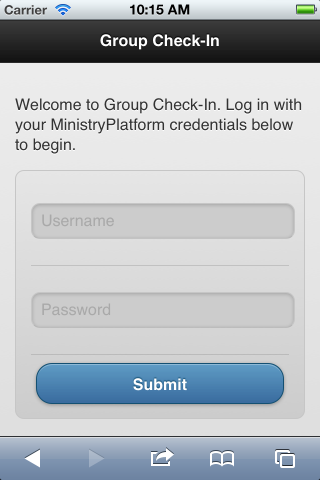 Carrier 10:15 AM
Group Check-In
Welcome to Group Check-In. Log in with
your MinistryPlatform credentials below
to begin.
Username
Password
Submit